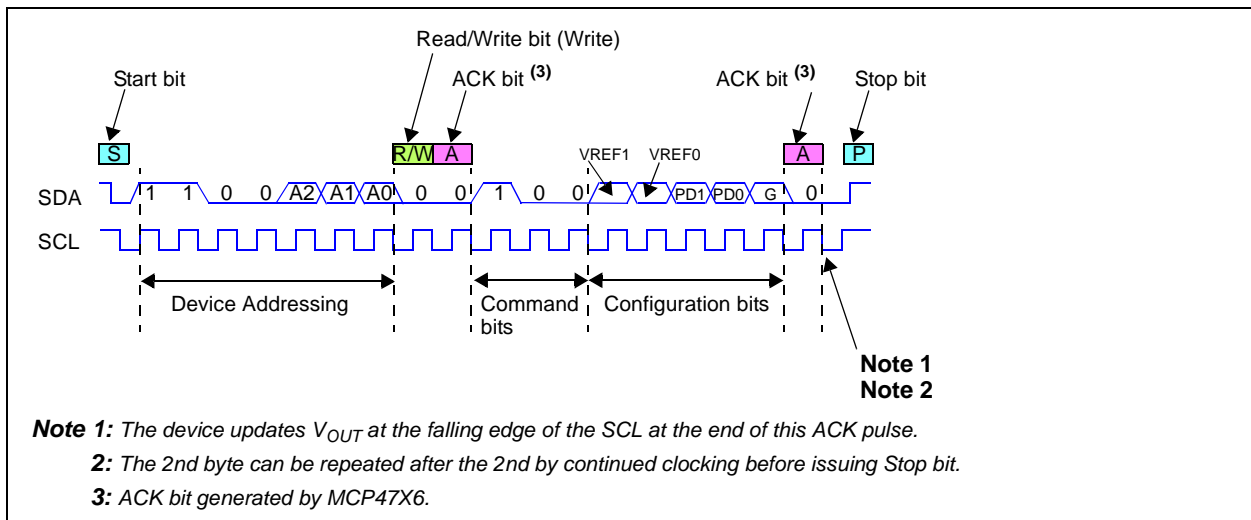 Read/Write bit (Write)
Start bit
ACK bit (3)
ACK bit (3)
Stop bit
S
R/W
A
A
P
VREF1
VREF0
SDA
1 1 0 0 A2 A1 A0 0 0 1 0 0 PD1 PD0 G 0
SCL
Device Addressing
Command
bits
Configuration bits
Note 1
Note 2
Note 1: The device updates VOUT at the falling edge of the SCL at the end of this ACK pulse.
2: The 2nd byte can be repeated after the 2nd by continued clocking before issuing Stop bit.
3: ACK bit generated by MCP47X6.